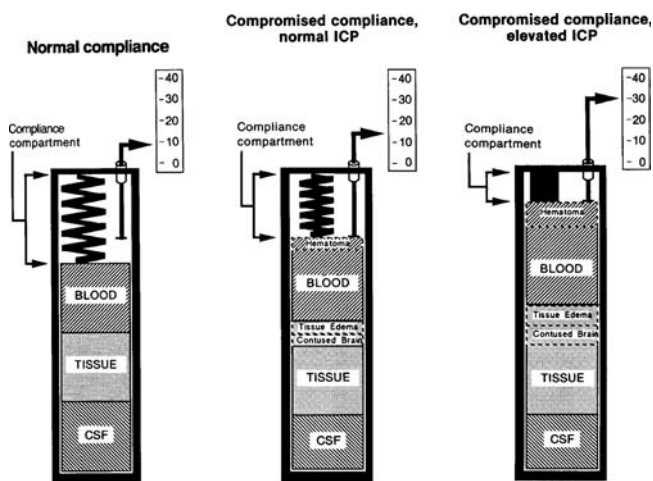 Normal compliance
-40
-30
-20
-10
- 0
Compliance
compartment
BLOOD
TISSUE
CSF
Compromised compliance,
normal ICP
-40
-30
-20
-10
- 0
Compliance
compartment
Hematoma
BLOOD
Tissue Edema
Contused Brain
TISSUE
CSF
Compromised compliance,
elevated ICP
-40
-30
-20
-10
- 0
Compliance
compartment
Hematoma
BLOOD
Tissue Edema
Contused Brain
TISSUE
CSF